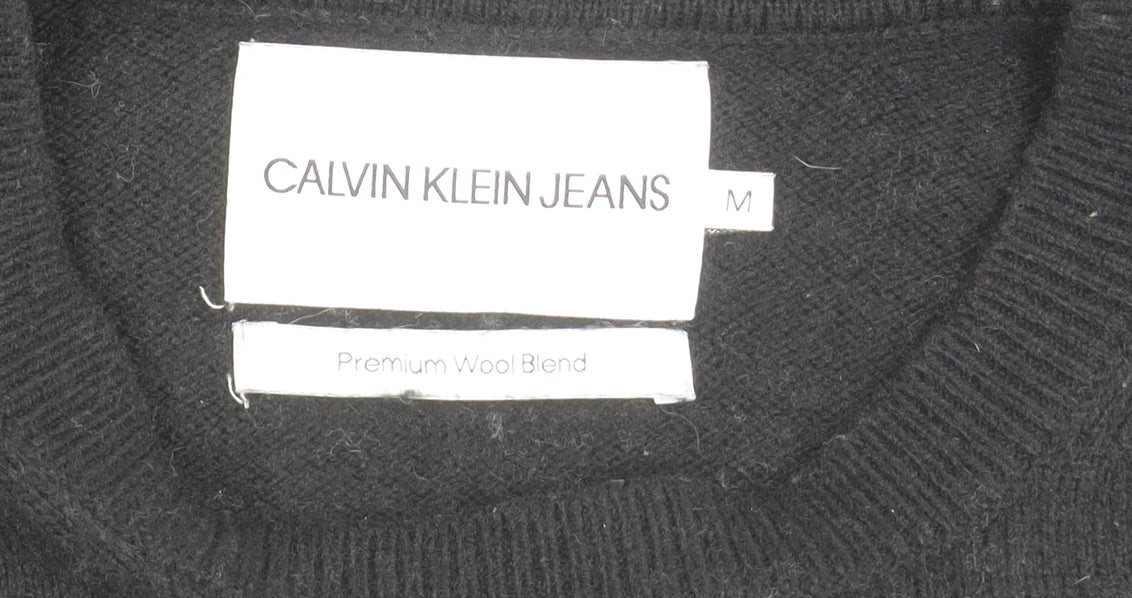 CALVIN KLEIN JEANS
M
Premium Wool Blend